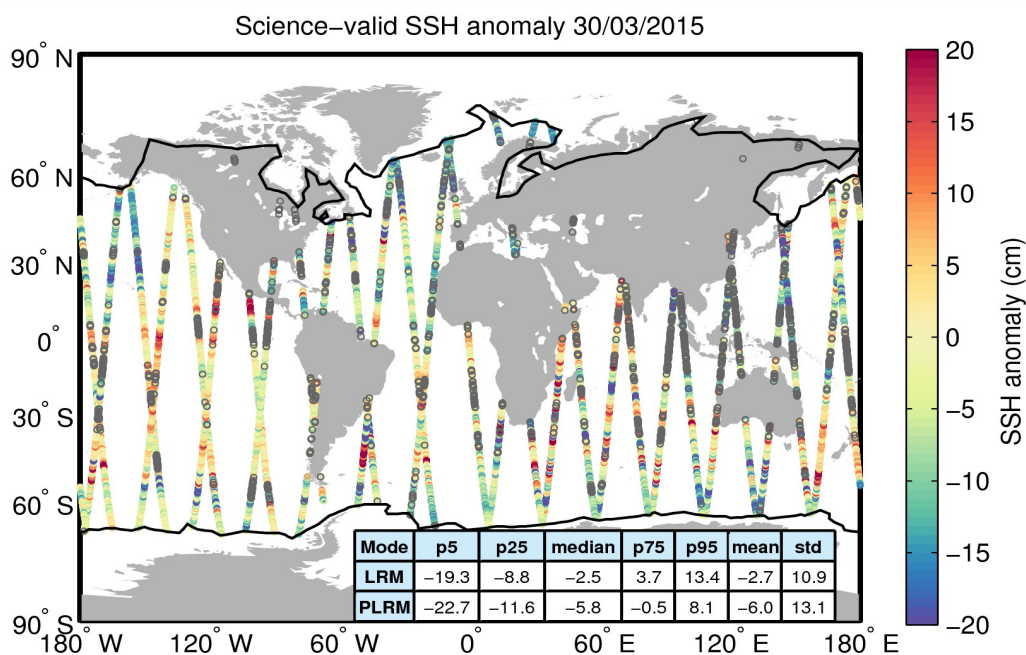 Science−valid SSH anomaly 30/03/2015
90° N
60° N
30° N
0°
30° S
60° S
90° S
180° W
120° W
60° W
0°
60° E
120° E
180° E
20
15
10
5
0
−5
−10
−15
−20
SSH anomaly (cm)
Mode p5 p25 median p75 p95 mean std
LRM −19.3 −8.8 −2.5 3.7 13.4 −2.7 10.9
PLRM −22.7 −11.6 −5.8 −0.5 8.1 −6.0 13.1